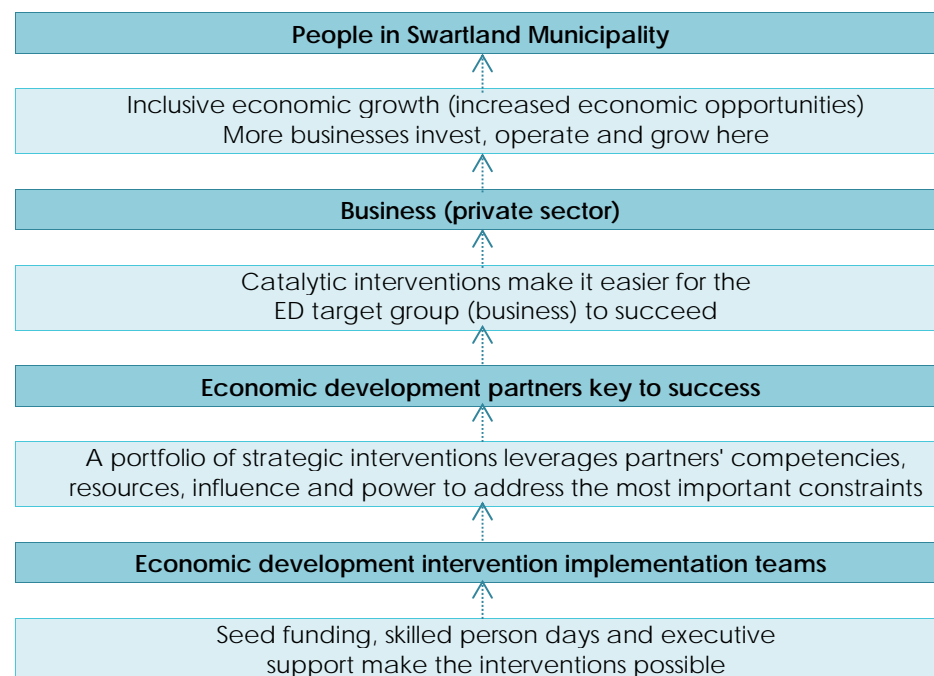 People in Swartland Municipality
Inclusive economic growth (increased economic opportunities)
More businesses invest, operate and grow here
Business (private sector)
Catalytic interventions make it easier for the
ED target group (business) to succeed
Economic development partners key to success
A portfolio of strategic interventions leverages partners' competencies,
resources, influence and power to address the most important constraints
Economic development intervention implementation teams
Seed funding, skilled person days and executive
support make the interventions possible